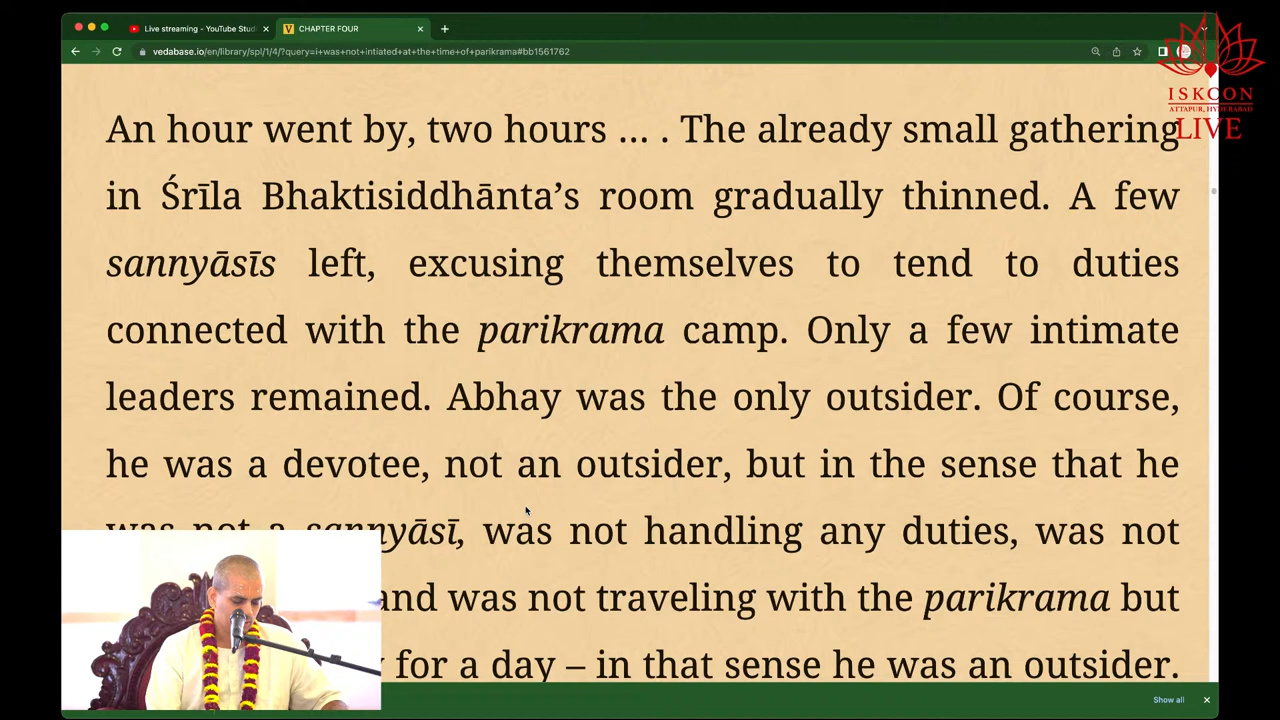 Live streaming - YouTube Stud
CHAPTER FOUR
vedabase.io/en/library/spl/1/4/?query=i+was+not+intiated+at+the+time+of+parikrama#bb1561762
ISKCON
ATTAPUR, HYDERABAD
LIVE
An hour went by, two hours … . The already small gathering
in Śrīla Bhaktisiddhānta’s room gradually thinned. A few
sannyāsīs left, excusing themselves to tend to duties
connected with the parikrama camp. Only a few intimate
leaders remained. Abhay was the only outsider. Of course,
he was a devotee, not an outsider, but in the sense that he
was not a sannyāsī, was not handling any duties, was not
and was not traveling with the parikrama but
for a day – in that sense he was an outsider.
Show all